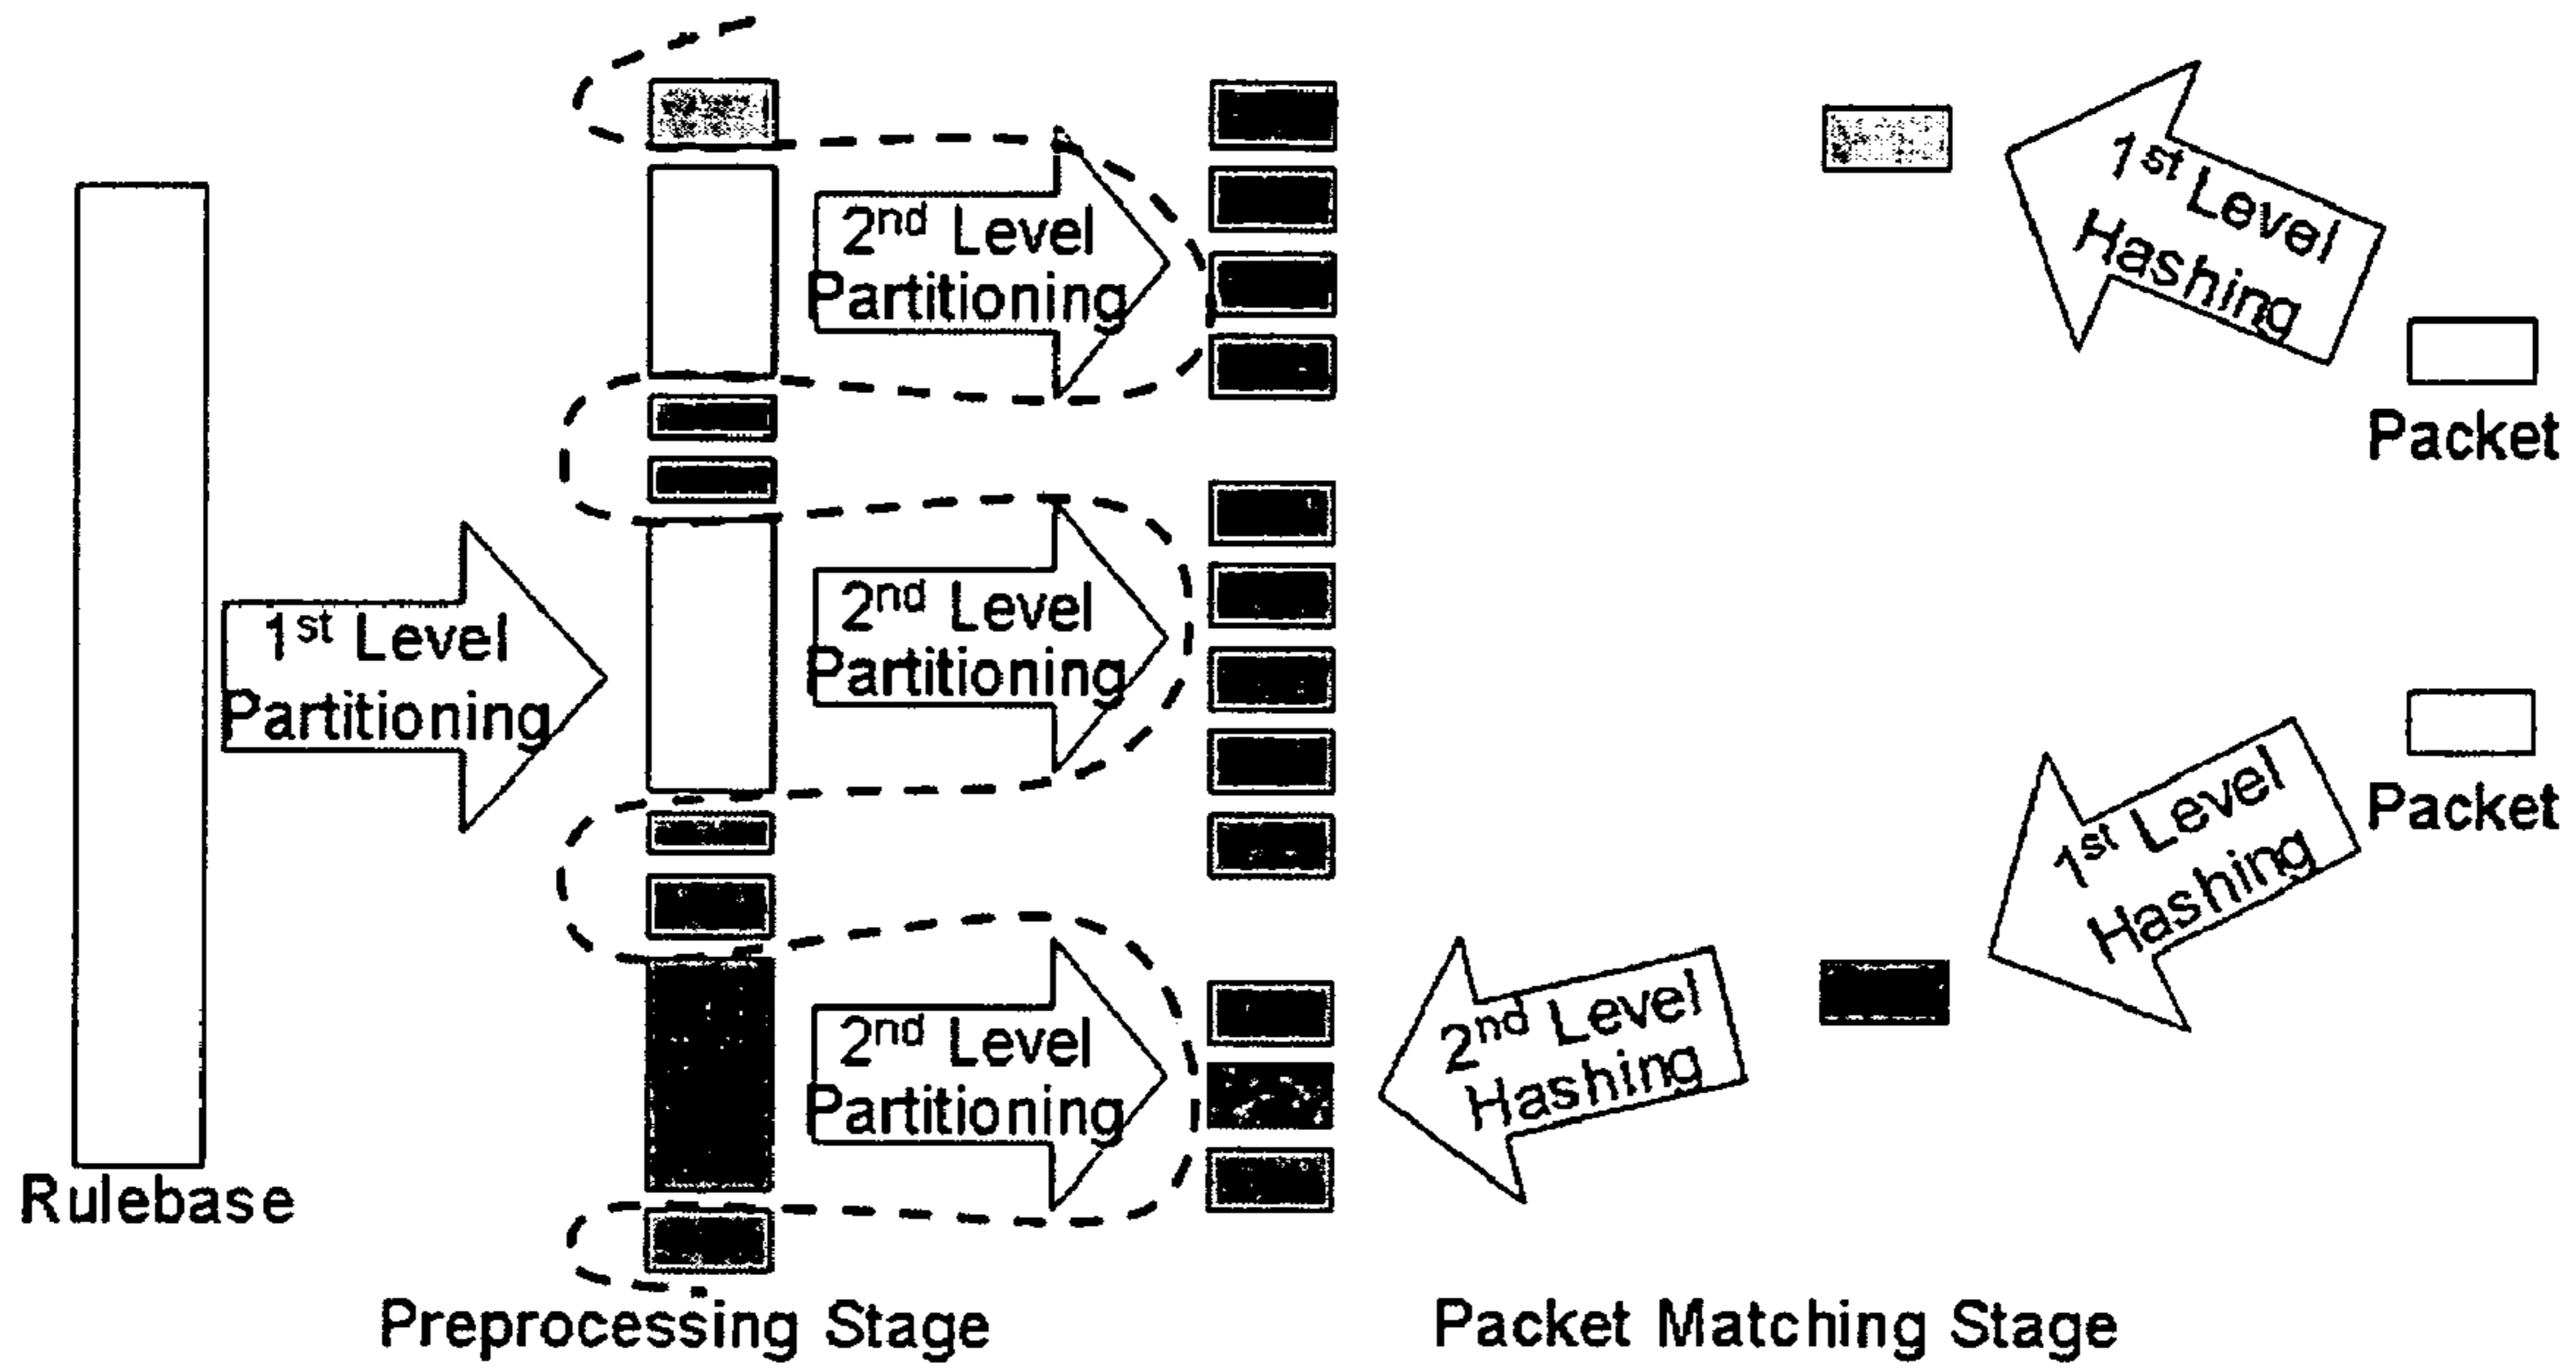 Rulebase
1st Level
Partitioning
2nd Level
Partitioning
2nd Level
Partitioning
2nd Level
Partitioning
Preprocessing Stage
1st Level
Hashing
Packet
Packet
1st Level
Hashing
2nd Level
Hashing
Packet Matching Stage